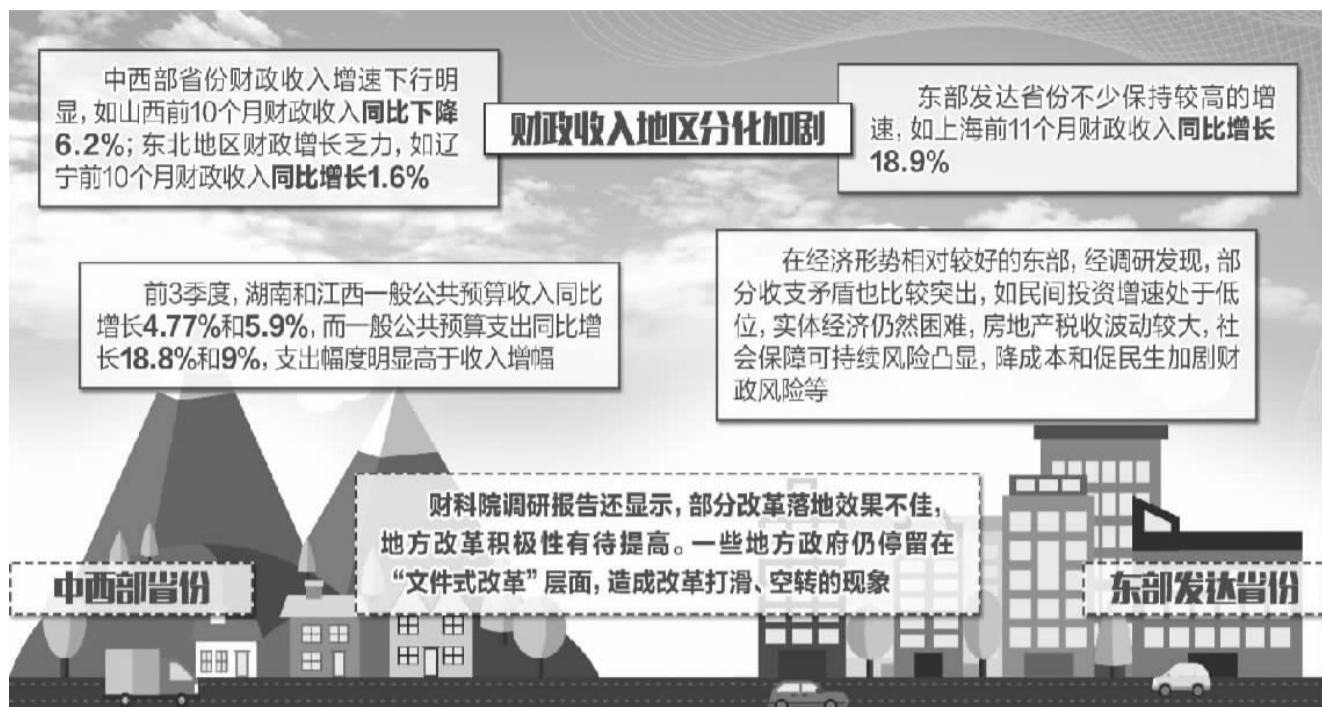 财政收入地区分化加剧
中西部省份财政收入增速下行明
显，如山西前10个月财政收入同比下降
6.2%；东北地区财政增长乏力，如辽
宁前10个月财政收入同比增长1.6%
东部发达省份不少保持较高的增
速，如上海前11个月财政收入同比增长
18.9%
前3季度，湖南和江西一般公共预算收入同比
增长4.77%和5.9%，而一般公共预算支出同比增
长18.8%和9%，支出幅度明显高于收入增幅
在经济形势相对较好的东部，经调研发现，部
分收支矛盾也比较突出，如民间投资增速处于低
位，实体经济仍然困难，房地产税收波动较大，社
会保障可持续风险凸显，降成本和促民生加剧财
政风险等
财科院调研报告还显示，部分改革落地效果不佳，
地方改革积极性有待提高。一些地方政府仍停留在
“文件式改革”层面，造成改革打滑、空转的现象
中西部省份
东部发达省份